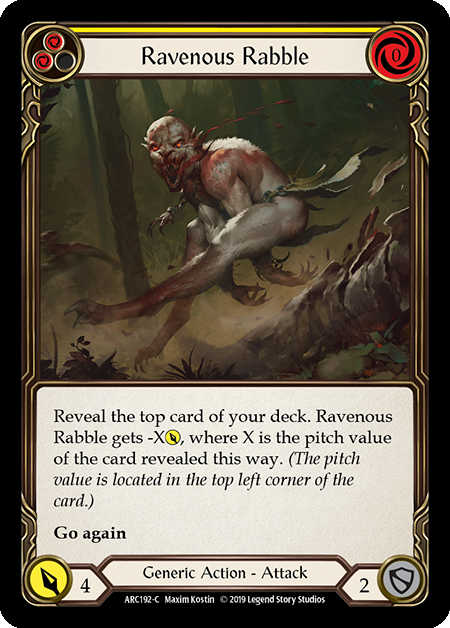 Ravenous Rabble
0
Reveal the top card of your deck. Ravenous
Rabble gets -X, where X is the pitch value
of the card revealed this way. (The pitch
value is located in the top left corner of the
card.)
Go again
4
Generic Action - Attack
2
ARC192-C Maxim Kostin © 2019 Legend Story Studios